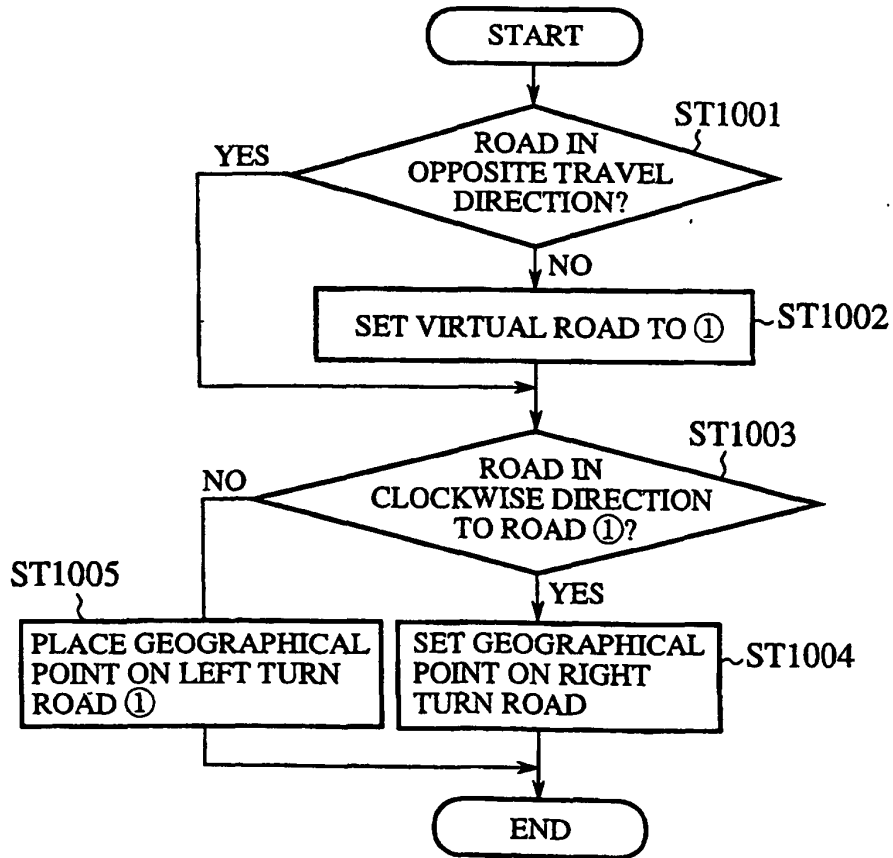 START
ST1001
YES
ROAD IN
OPPOSITE TRAVEL
DIRECTION?
NO
SET VIRTUAL ROAD TO ①
ST1002
ST1003
NO
ROAD IN
CLOCKWISE DIRECTION
TO ROAD ①?
ST1005
YES
PLACE GEOGRAPHICAL
POINT ON LEFT TURN
ROAD ①
SET GEOGRAPHICAL
POINT ON RIGHT
TURN ROAD
ST1004
END